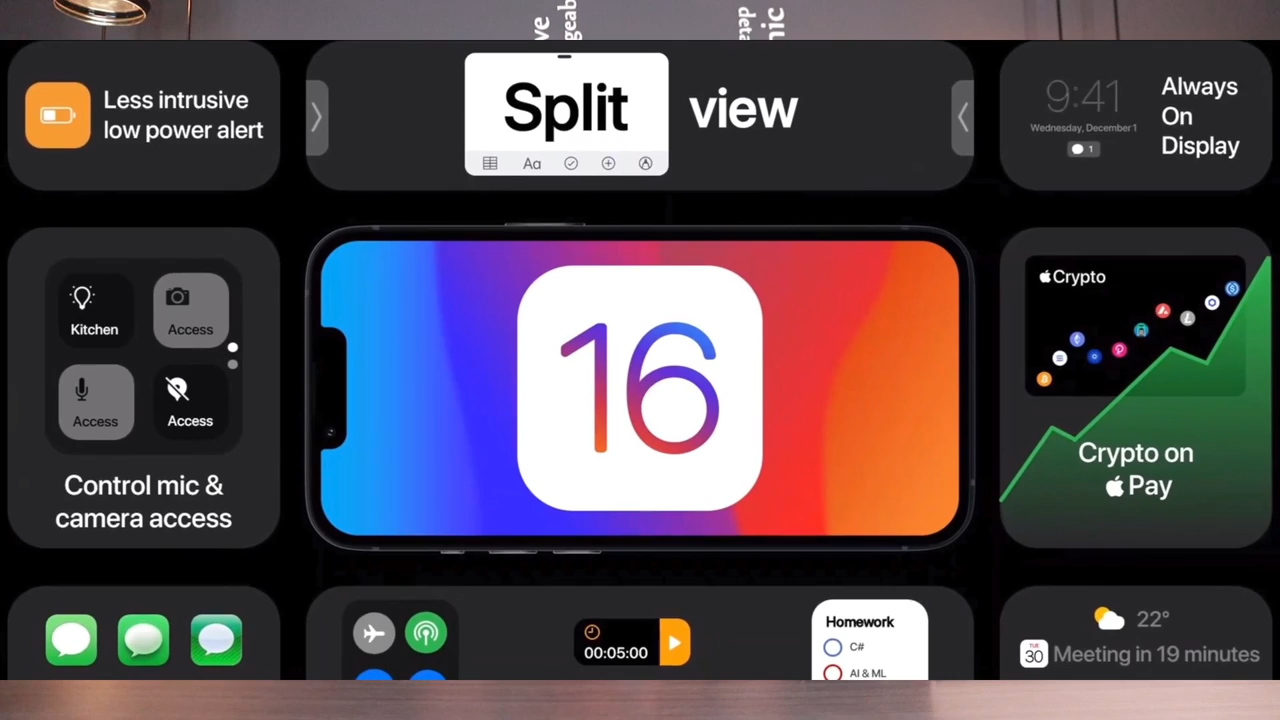 Less intrusive
low power alert
Split view
Aa
9:41
Wednesday, December 1
1
Always
On
Display
Kitchen
Access
Access
Access
Control mic &
camera access
16
Crypto
Crypto on
Pay
00:05:00
Homework
C#
AI & ML
22°
TUE
30
Meeting in 19 minutes